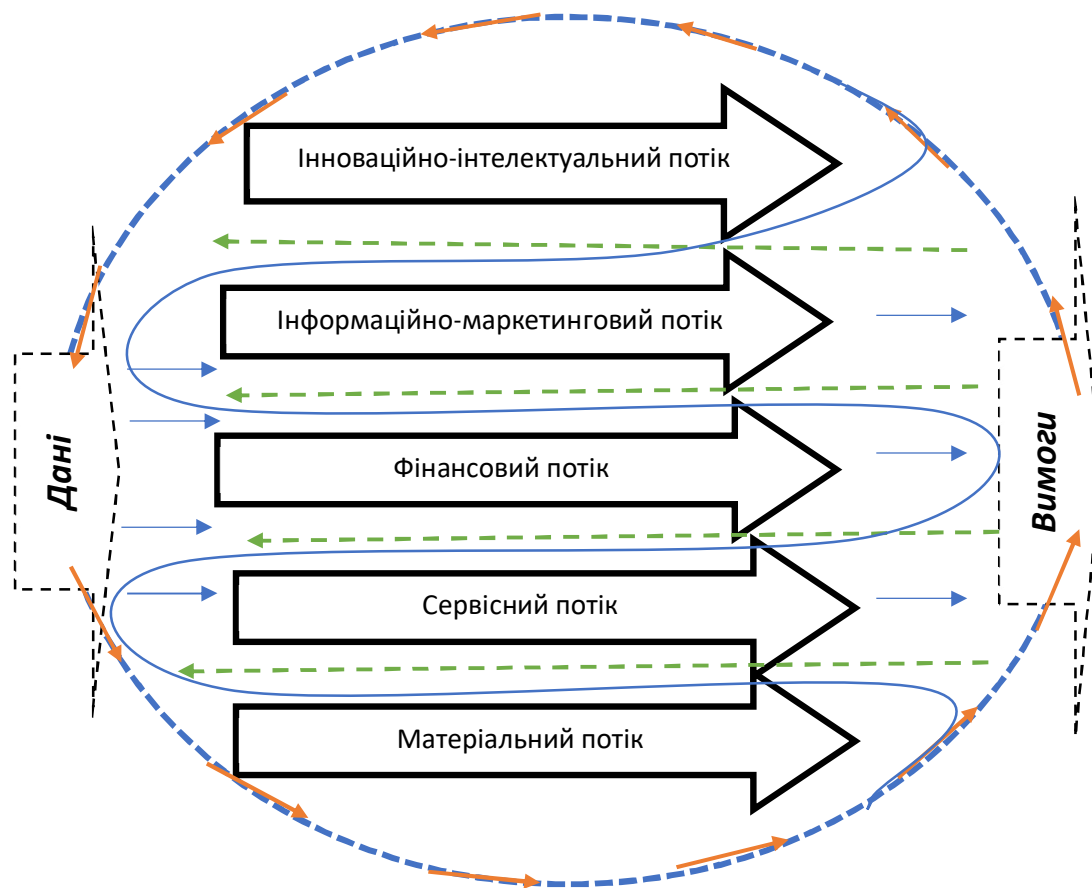 Інноваційно-інтелектуальний потік
Інформаційно-маркетинговий потік
Дані
Фінансовий потік
Вимоги
Сервісний потік
Матеріальний потік